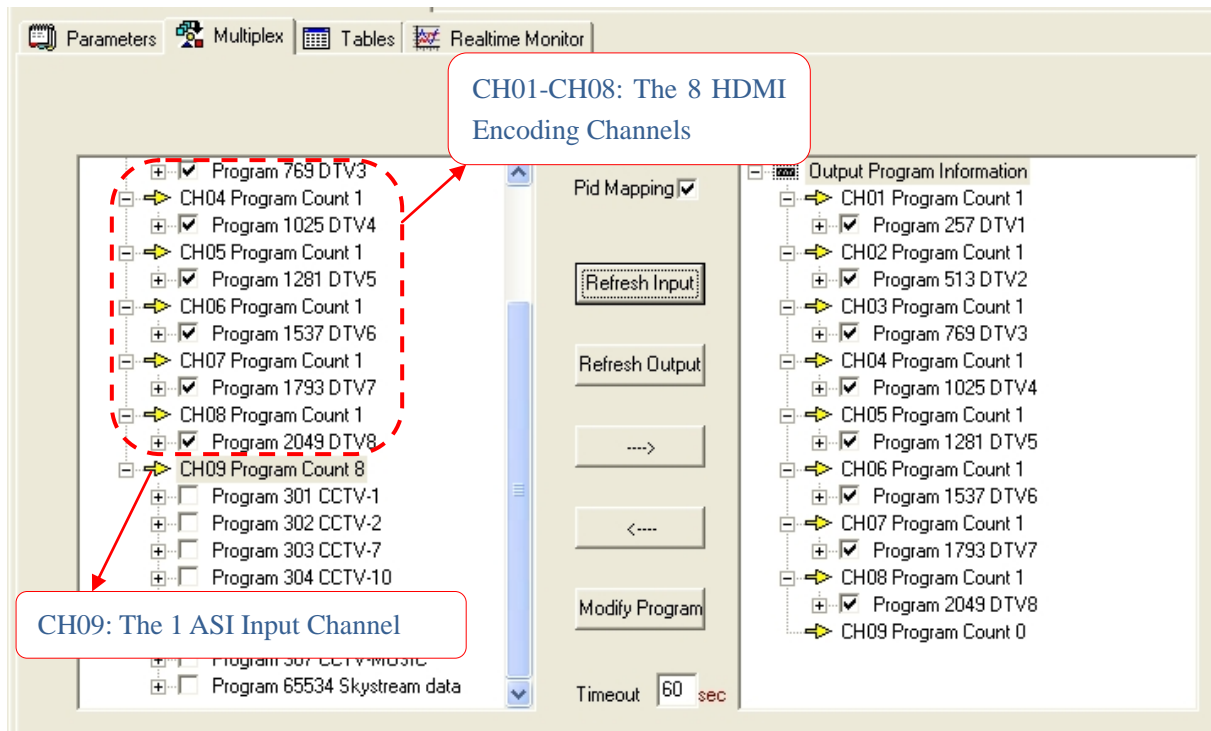 Parameters Multiplex Tables Realtime Monitor
CH01-CH08: The 8 HDMI
Encoding Channels
Program 769 DTV3
CH04 Program Count 1
Program 1025 DTV4
CH05 Program Count 1
Program 1281 DTV5
CH06 Program Count 1
Program 1537 DTV6
CH07 Program Count 1
Program 1793 DTV7
CH08 Program Count 1
Program 2049 DTV8
CH09 Program Count 8
Program 301 CCTV-1
Program 302 CCTV-2
Program 303 CCTV-7
Program 304 CCTV-10
CH09: The 1 ASI Input Channel
Program 307 CCTV-MUSIC
Program 65534 Skystream data
Pid Mapping
Refresh Input
Refresh Output
---->
<----
Modify Program
Timeout 60 sec
Output Program Information
CH01 Program Count 1
Program 257 DTV1
CH02 Program Count 1
Program 513 DTV2
CH03 Program Count 1
Program 769 DTV3
CH04 Program Count 1
Program 1025 DTV4
CH05 Program Count 1
Program 1281 DTV5
CH06 Program Count 1
Program 1537 DTV6
CH07 Program Count 1
Program 1793 DTV7
CH08 Program Count 1
Program 2049 DTV8
CH09 Program Count 0